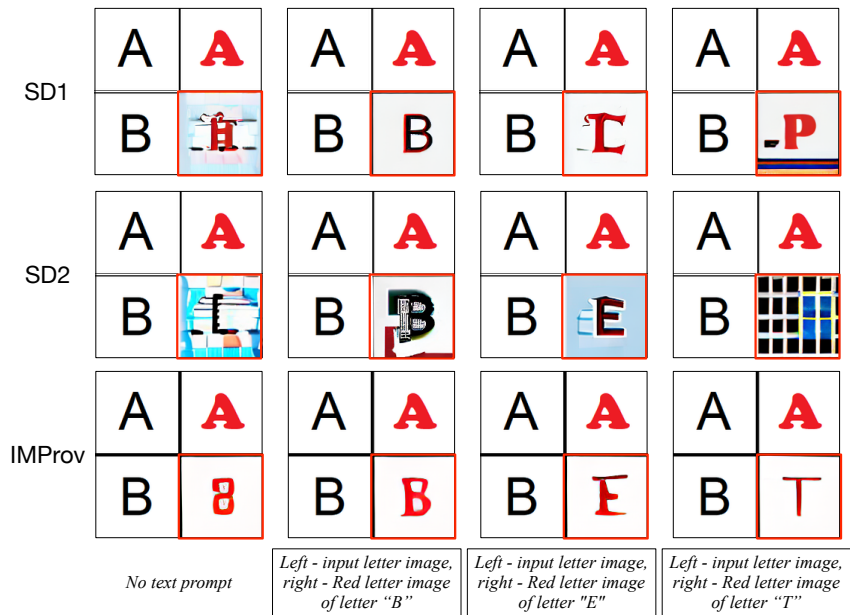 A A A A A A A A
SD1
B H B B B C B P
A A A A A A A A
SD2
B E B B B E B
A A A A A A A A
IMProv
B 8 B B B E B T
Left - input letter image, Left - input letter image, Left - input letter image,
No text prompt right - Red letter image right - Red letter image right - Red letter image
of letter “B” of letter "E" of letter “T”